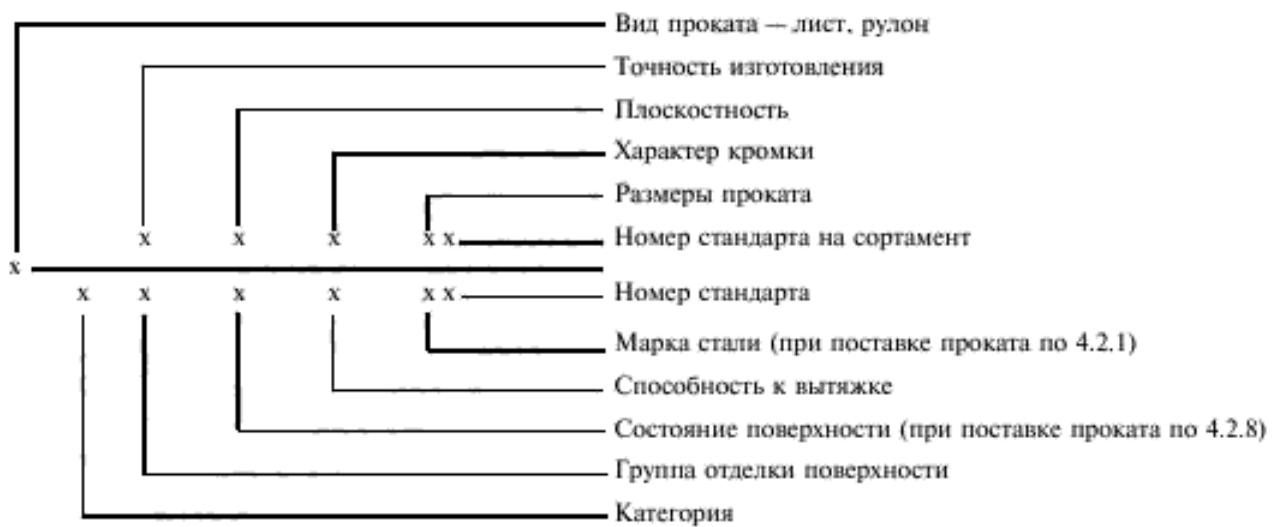 Вид проката — лист, рулон
Точность изготовления
Плоскостность
Характер кромки
Размеры проката
х х х х х Номер стандарта на сортамент
х
х х х х х х Номер стандарта
Марка стали (при поставке проката по 4.2.1)
Способность к вытяжке
Состояние поверхности (при поставке проката по 4.2.8)
Группа отделки поверхности
Категория